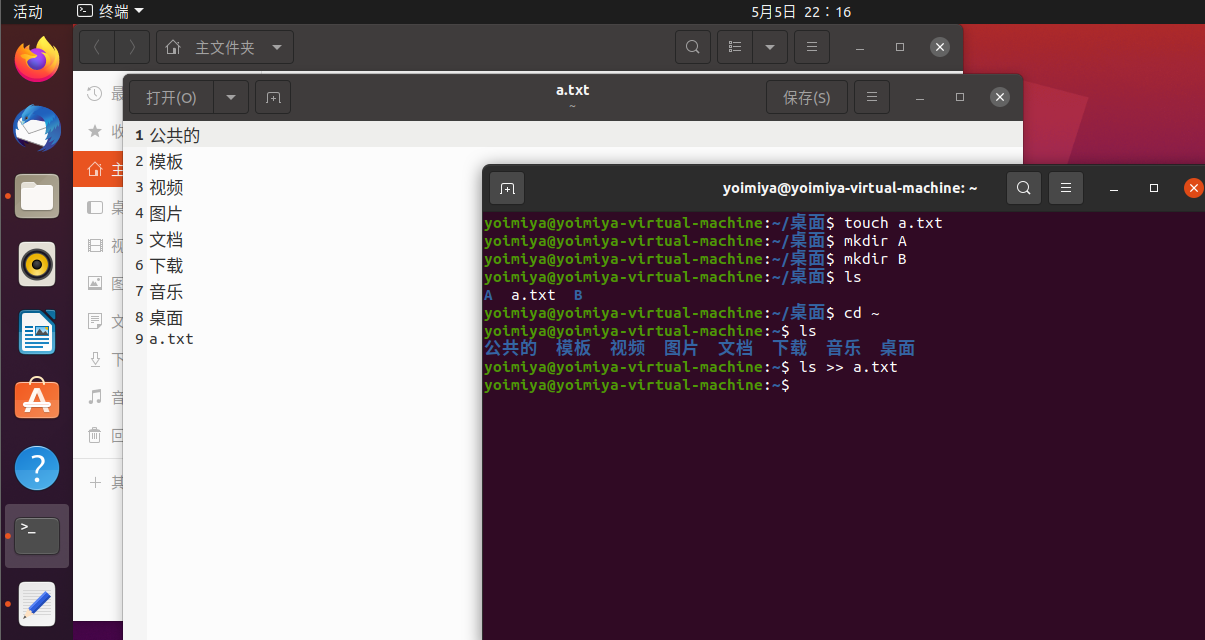 活动 终端 5月5日 22：16
主文件夹
打开(O) a.txt 保存(S)
~
最
收
主
桌
视
图
文
下
音
回
其
1 公共的
2 模板
3 视频
4 图片
5 文档
6 下载
7 音乐
8 桌面
9 a.txt
yoimiya@yoimiya-virtual-machine: ~
yoimiya@yoimiya-virtual-machine:~/桌面$ touch a.txt
yoimiya@yoimiya-virtual-machine:~/桌面$ mkdir A
yoimiya@yoimiya-virtual-machine:~/桌面$ mkdir B
yoimiya@yoimiya-virtual-machine:~/桌面$ ls
A a.txt B
yoimiya@yoimiya-virtual-machine:~/桌面$ cd ~
yoimiya@yoimiya-virtual-machine:~$ ls
公共的 模板 视频 图片 文档 下载 音乐 桌面
yoimiya@yoimiya-virtual-machine:~$ ls >> a.txt
yoimiya@yoimiya-virtual-machine:~$